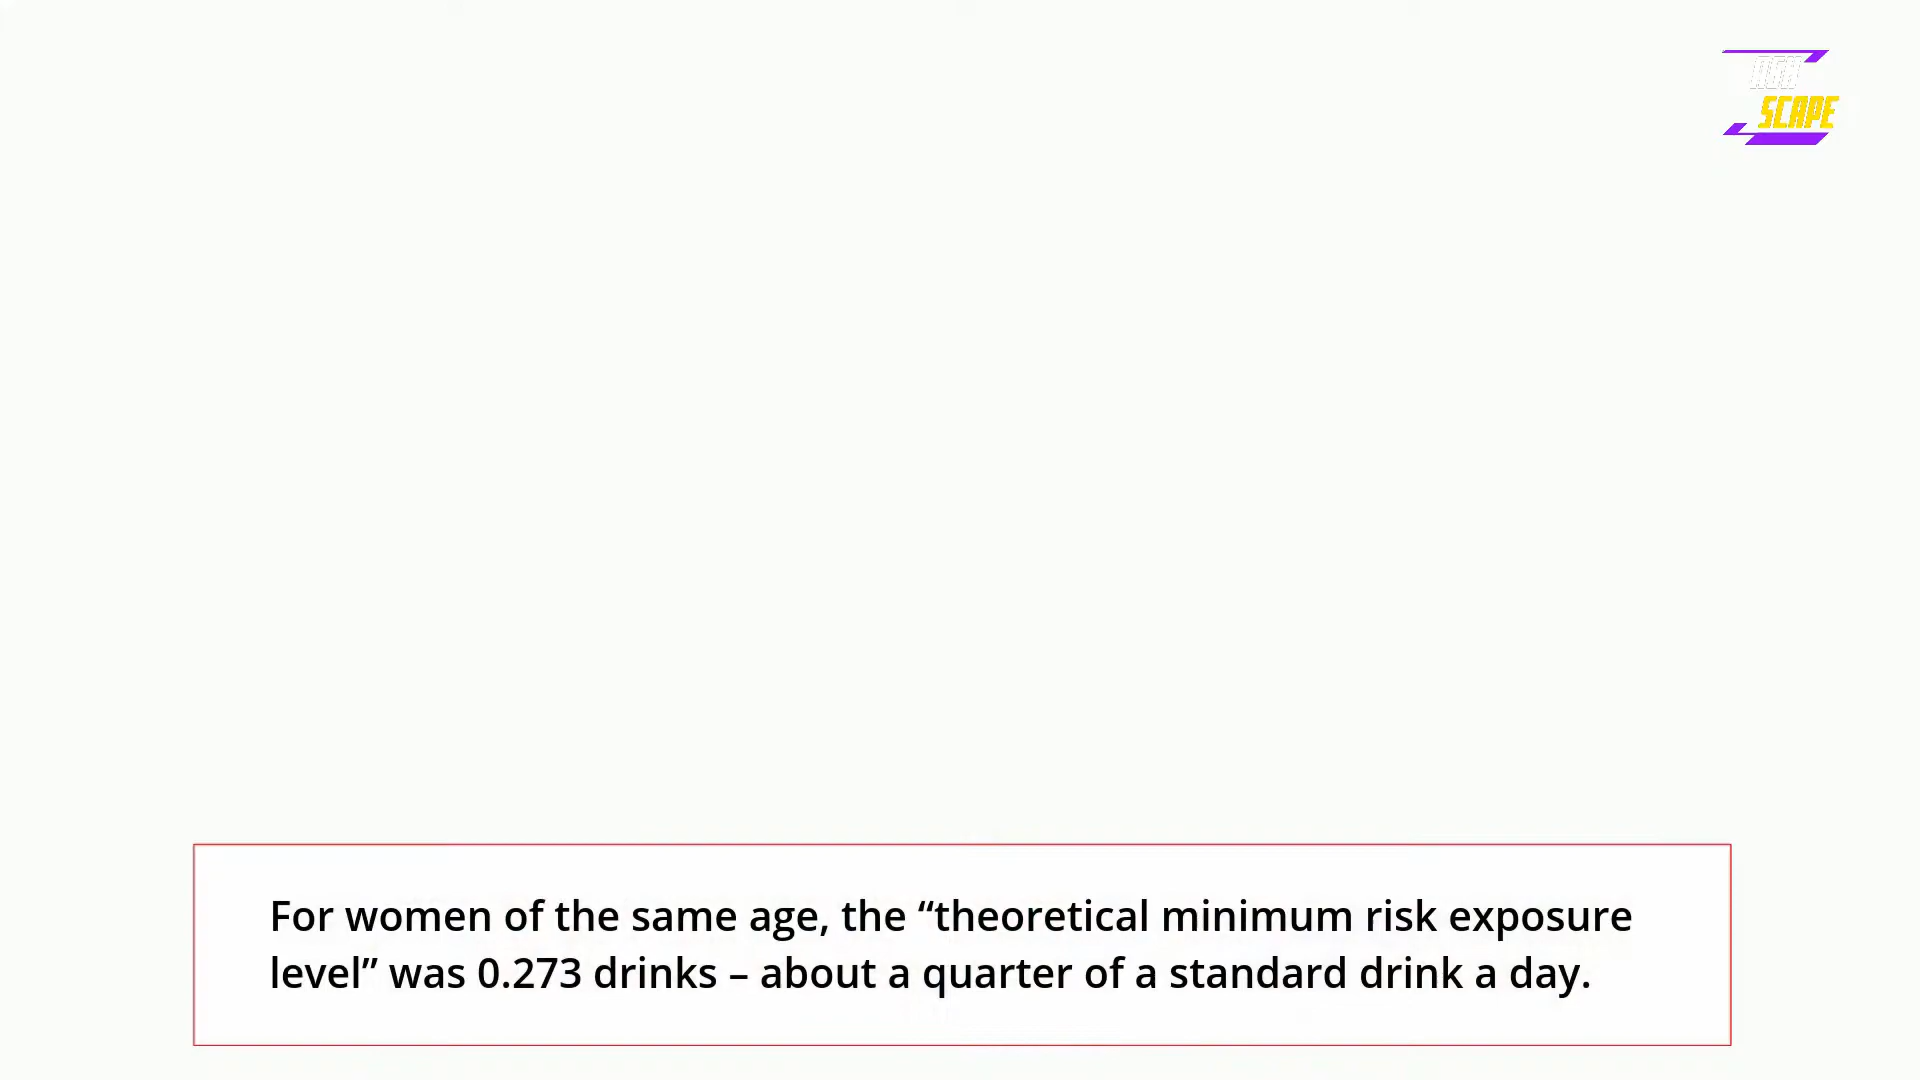 SCAPE
For women of the same age, the “theoretical minimum risk exposure
level” was 0.273 drinks – about a quarter of a standard drink a day.